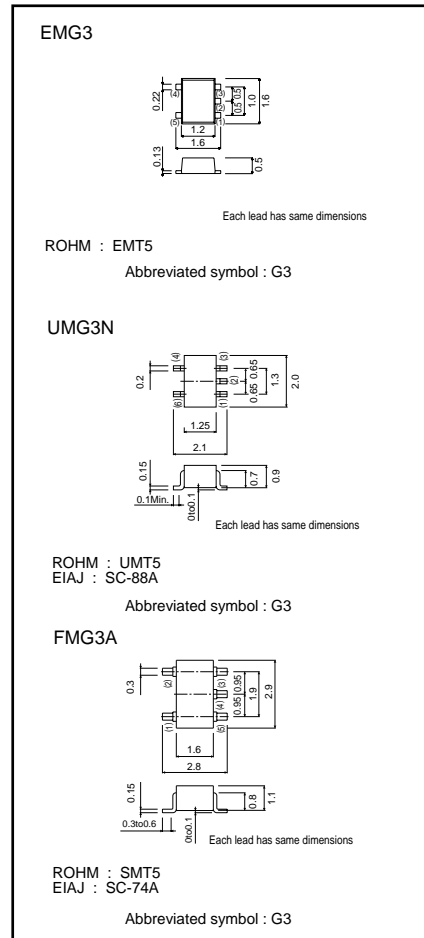 EMG3
0.22
(4)
(3)
(2)
(5)
(1)
0.5
0.5
1.0
1.6
1.2
1.6
0.13
0.5
Each lead has same dimensions
ROHM : EMT5
Abbreviated symbol : G3
UMG3N
0.2
(4)
(3)
(2)
(6)
(1)
0.65
0.65
1.3
2.0
1.25
2.1
0.15
0.1Min.
0to0.1
0.7
0.9
Each lead has same dimensions
ROHM : UMT5
EIAJ : SC-88A
Abbreviated symbol : G3
FMG3A
0.3
(2)
(3)
(4)
(1)
(5)
0.95
0.95
1.9
2.9
1.6
2.8
0.15
0.3to0.6
0to0.1
0.8
1.1
Each lead has same dimensions
ROHM : SMT5
EIAJ : SC-74A
Abbreviated symbol : G3